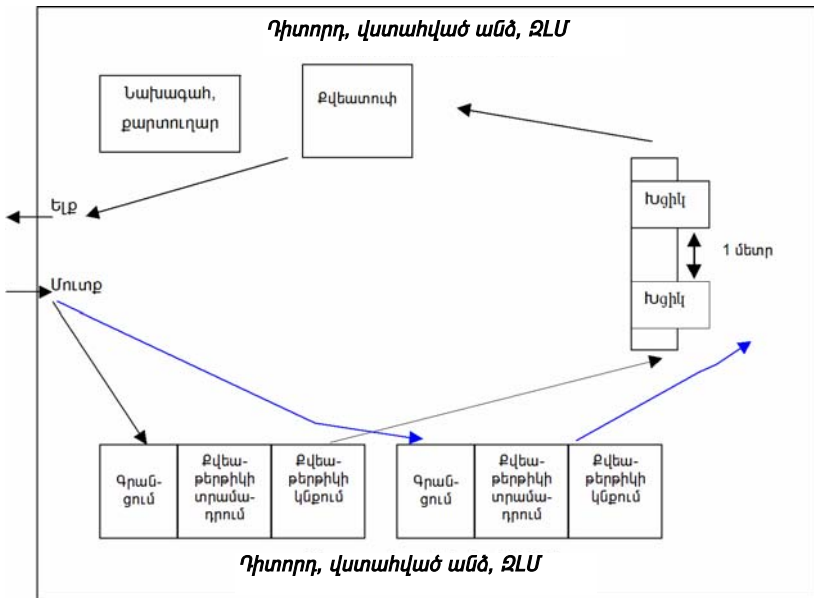 Դիտորդ, վստահված անձ, ԶԼՄ
Նախագահ,
քարտուղար
Քվեատուփ
Խցիկ
Ելք
1 մետր
Մուտք
Խցիկ
Գրան-
ցում
Քվեա-
թերթիկի
տրամա-
դրում
Քվեա-
թերթիկի
կնքում
Գրան-
ցում
Քվեա-
թերթիկի
տրամա-
դրում
Քվեա-
թերթիկի
կնքում
Դիտորդ, վստահված անձ, ԶԼՄ